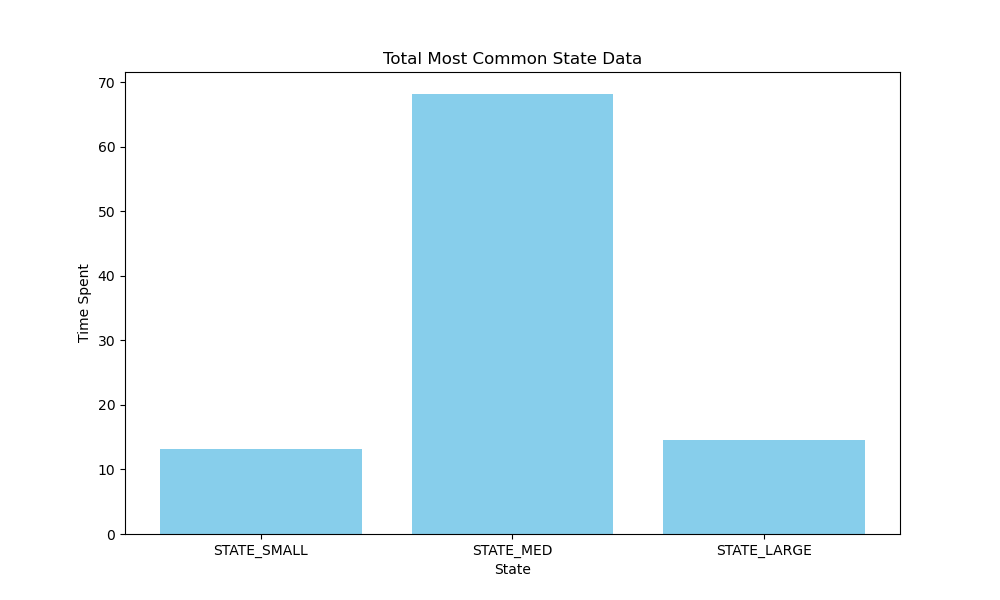 Total Most Common State Data
70
60
50
40
30
20
10
0
Time Spent
STATE_SMALL
STATE_MED
STATE_LARGE
State